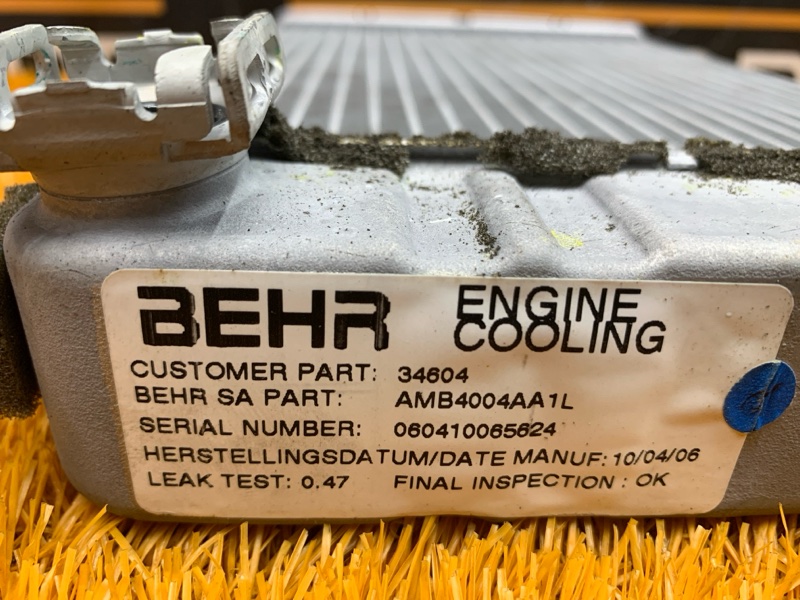 BEHR ENGINE
COOLING
CUSTOMER PART: 34604
BEHR SA PART: AMB4004AA1L
SERIAL NUMBER: 060410065624
HERSTELLINGSDATUM/DATE MANUF: 10/04/06
LEAK TEST: 0.47 FINAL INSPECTION : OK